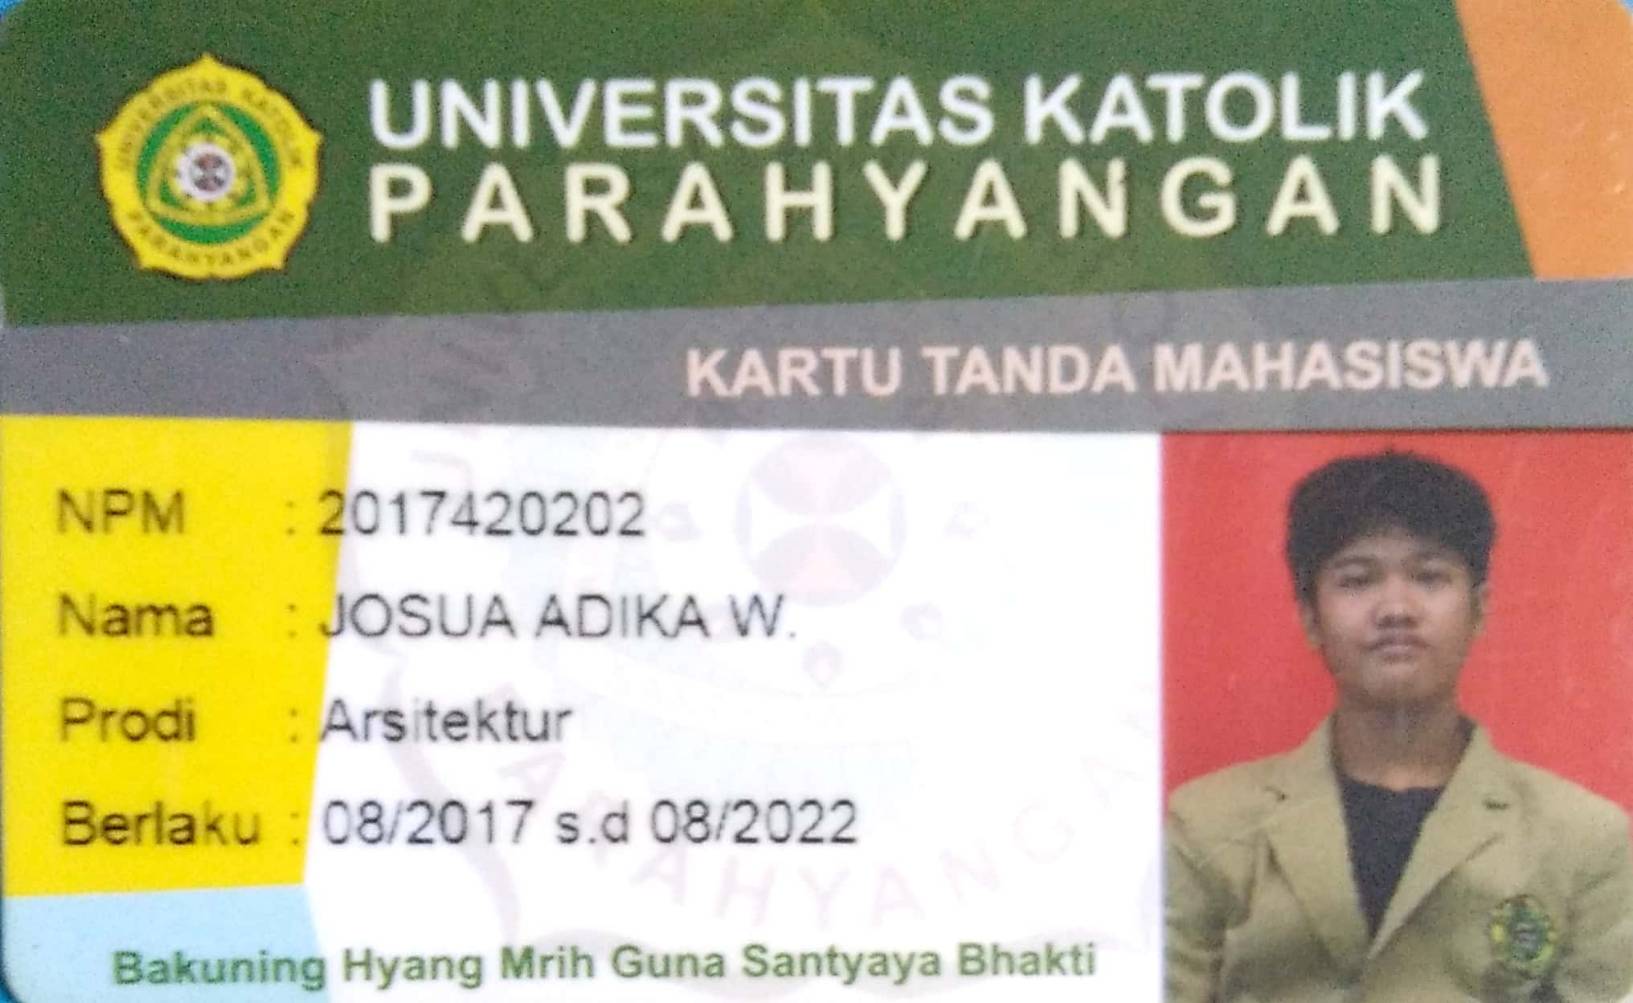 UNIVERSITAS KATOLIK
PARAHYANGAN
UNIVERSITAS KATOLIK PARAHYANGAN
KARTU TANDA MAHASISWA
NPM : 2017420202
Nama : JOSUA ADIKA W.
Prodi : Arsitektur
Berlaku : 08/2017 s.d 08/2022
PARAHYANGAN
Bakuning Hyang Mrih Guna Santyaya Bhakti